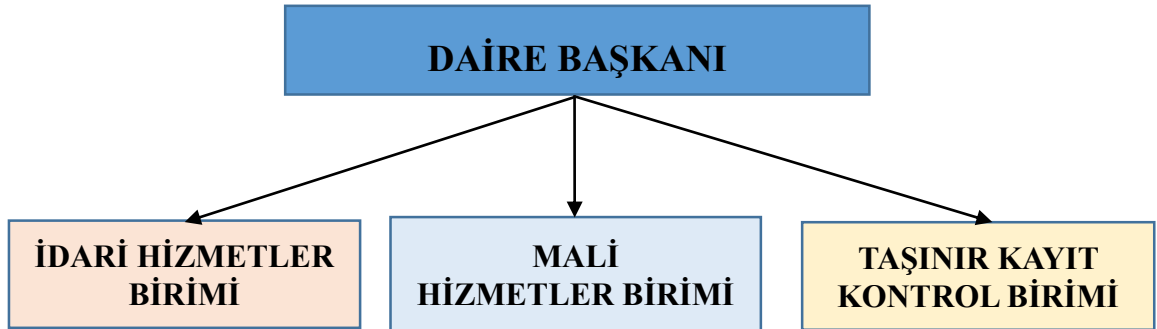 DAİRE BAŞKANI
İDARİ HİZMETLER
BİRİMİ
MALİ
HİZMETLER BİRİMİ
TAŞINIR KAYIT
KONTROL BİRİMİ